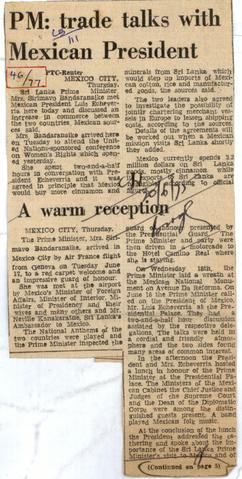 PM: trade talks with
Mexican President
46/77
PTC-Reuter
MEXICO CITY,
Thursday.
Sri Lanka Prime Minister,
Mrs. Sirimavo Bandaranaike met
Mexican President Luis Echeverria
here today and discussed an
increase in commerce between
the two countries Mexican sources
said.
Mrs. Bandaranaike arrived here
on Tuesday to attend the United
Nations-sponsored conference
on Women's Rights which opened
yesterday.
She had a two-and-a-half
hours in conversation with President
Echeverria and it was
agreed in principle that Mexico
would buy more cinnamon and
minerals from Sri Lanka which
would step up imports of Mexican
rice and manufactured
goods, the sources said.
The two leaders also agreed to
investigate the possibility of
jointly chartering merchant vessels
in Europe to lessen shipping
costs, according to the sources.
Details of the agreements will
be worked out when a Mexican
mission visits Sri Lanka shortly
they added.
Mexico currently spends 3.2
million dollars on Sri Lankan
mostly cinnamon while
according to official
A warm reception
MEXICO CITY, Thursday.
The Prime Minister, Mrs. Sirimavo
Bandaranaike, arrived in
Mexico City by Air France flight
from Geneva on Tuesday June
17, to a red carpet welcome and
an impressive guard of honour.
She was met at the airport
by Mexico's Minister of Foreign
Affairs, Minister of Interior, Ministry
of Presidency and their
wives and many others and Mr.
Neville Kanakaratne, Sri Lanka's
Ambassador to Mexico.
The National Anthems of the
two countries were played and the
Prime Minister inspected the
guard of honour presented by
the Presidential Guard. The
Prime Minister and party were
then driven in a motorcade to
the Hotel Camino Real where
she is staying.
On Wednesday 18th, the
Prime Minister laid a wreath at
the Mexican National Monument
on Avenue Da Reforma. On
June 18 the Prime Minister called
on the President of Mexico,
Luis Echeverria, at the Presidential
Palace. They had a
two-and-a-half hour discussion
assisted by the respective delegations.
The talks were held in
a cordial and friendly atmosphere
and the two sides found
many areas of common interest.
In the afternoon the President
and Mrs. Echeverria hosted
a lunch in honour of the Prime
Minister at the Presidential Palace.
The Ministers of the Mexican
Cabinet the Chief Justice and
Judges of the Supreme Court
and the Dean of the Diplomatic
Corps were among the distinguished
guests present. A band
played Mexican folk music.
At the conclusion of the lunch
the President addressed the gathering
and spoke about the importance
of the Sri Lanka Prime
Minister's visit to Mexico and of
(Continued on page 5)